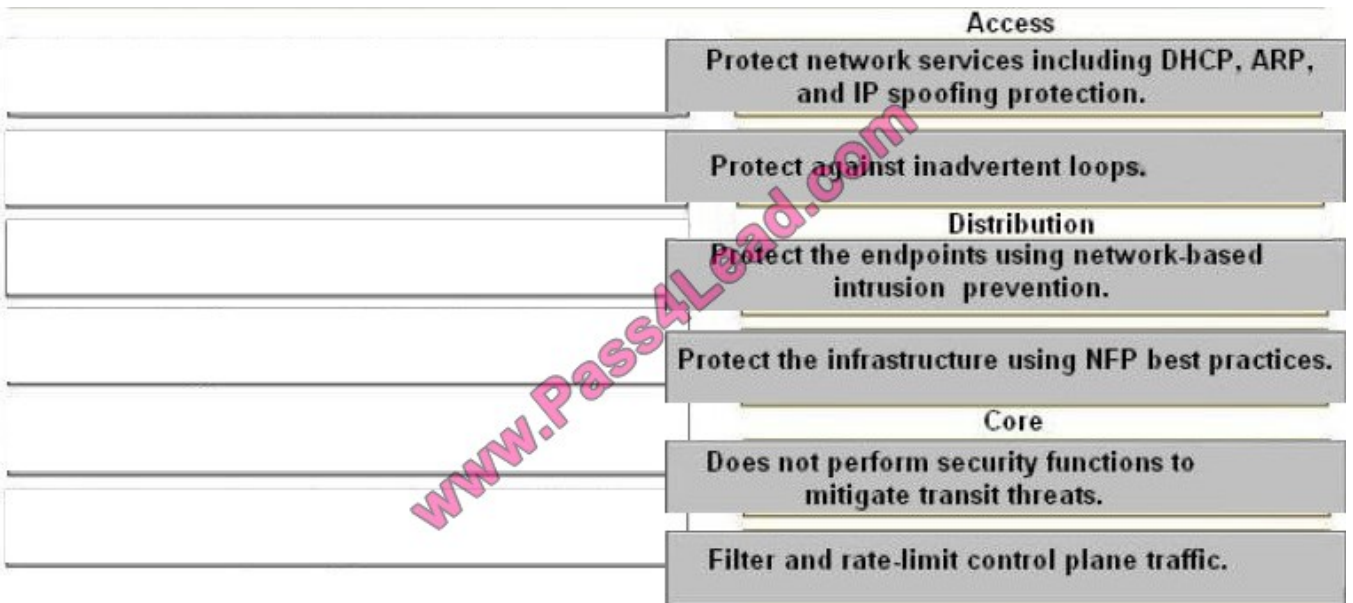 Access
Protect network services including DHCP, ARP,
and IP spoofing protection.
Protect against inadvertent loops.
Distribution
Protect the endpoints using network-based
intrusion prevention.
Protect the infrastructure using NFP best practices.
Core
Does not perform security functions to
mitigate transit threats.
Filter and rate-limit control plane traffic.
www.Pass4Lead.com